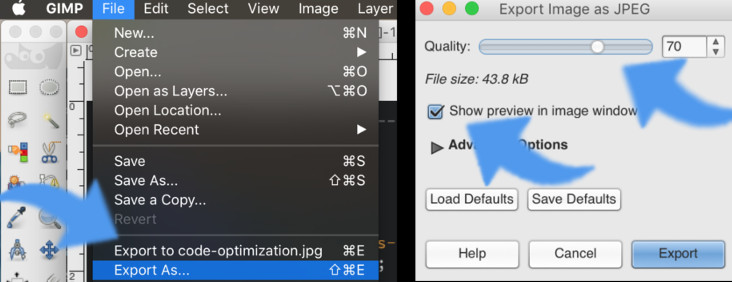 GIMP File Edit Select View Image Layer
New... ⌘N
Create
Open... ⌘O
Open as Layers... ⌥⌘O
Open Location...
Open Recent
Save ⌘S
Save As... ⇧⌘S
Save a Copy...
Revert
Export to code-optimization.jpg ⌘E
Export As... ⇧⌘E
0
2
Export Image as JPEG
Quality: 70
File size: 43.8 kB
Show preview in image window
Options
Load Defaults Save Defaults
Help Cancel Export